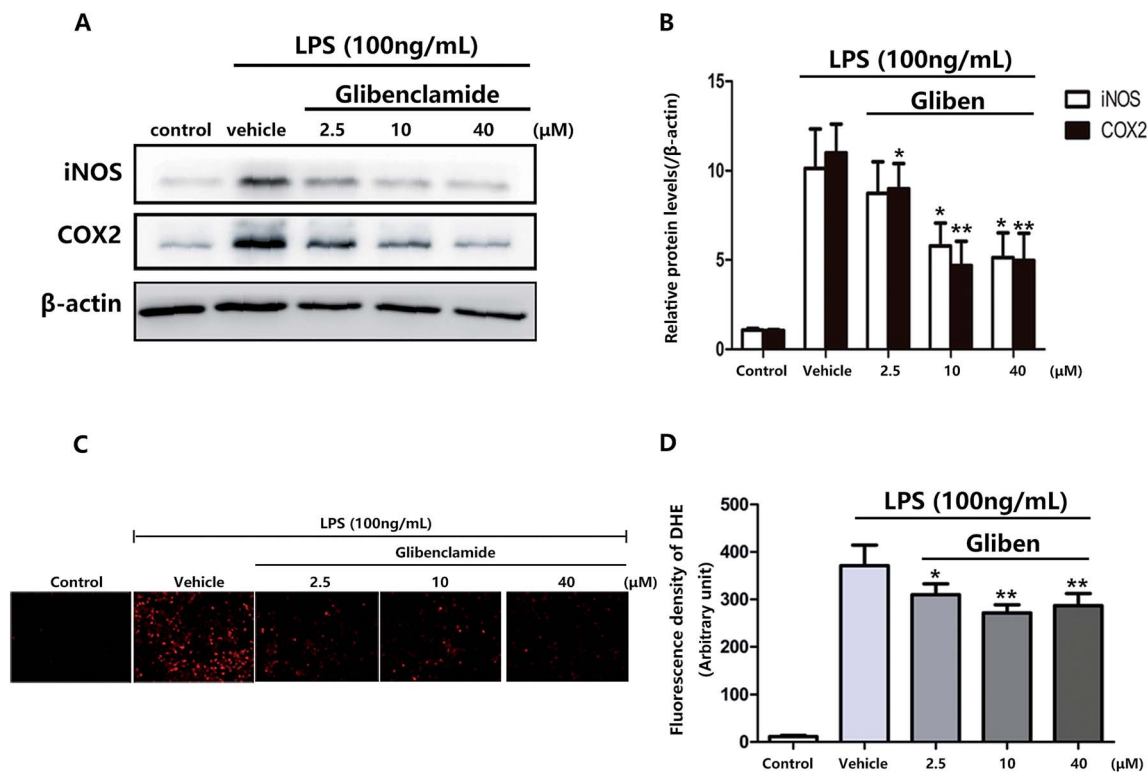 A
LPS (100ng/mL)
Glibenclamide
control vehicle 2.5 10 40 (μM)
iNOS
COX2
β-actin
B
LPS (100ng/mL)
Gliben
iNOS
COX2
Relative protein levels(/β-actin)
15
10
5
0
* * ** * **
Control Vehicle 2.5 10 40 (μM)
C
LPS (100ng/mL)
Glibenclamide
Control Vehicle 2.5 10 40 (μM)
D
LPS (100ng/mL)
Gliben
Fluorescence density of DHE
(Arbitrary unit)
500
400
300
200
100
0
* ** **
Control Vehicle 2.5 10 40 (μM)